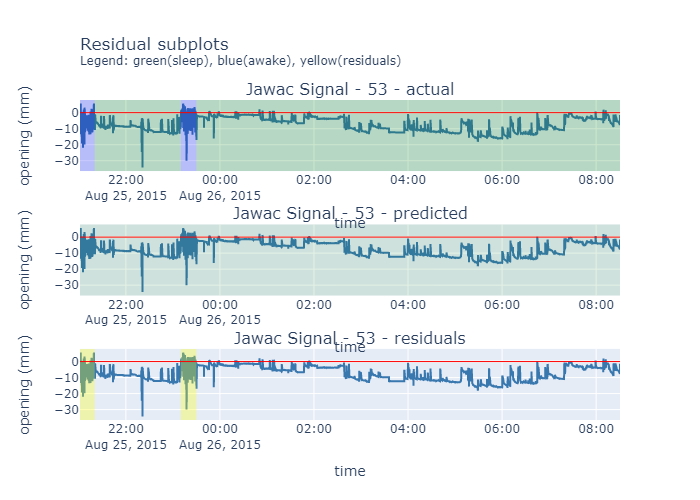 Residual subplots
Legend: green(sleep), blue(awake), yellow(residuals)
Jawac Signal - 53 - actual
opening (mm)
0
−10
−20
−30
22:00 00:00 02:00 04:00 06:00 08:00
Aug 25, 2015 Aug 26, 2015
time
Jawac Signal - 53 - predicted
opening (mm)
0
−10
−20
−30
22:00 00:00 02:00 04:00 06:00 08:00
Aug 25, 2015 Aug 26, 2015
time
Jawac Signal - 53 - residuals
opening (mm)
0
−10
−20
−30
22:00 00:00 02:00 04:00 06:00 08:00
Aug 25, 2015 Aug 26, 2015
time